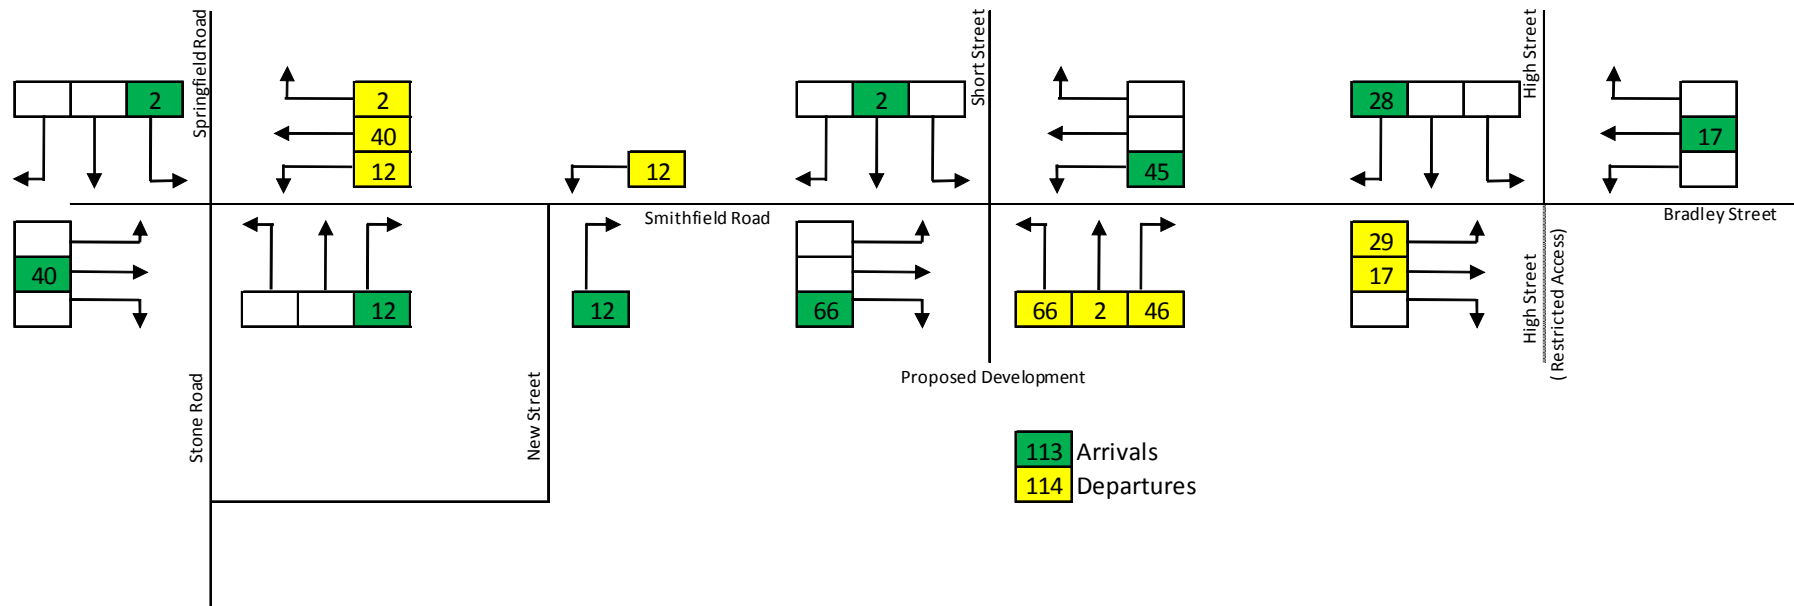 Springfield Road
Short Street
High Street
2
2
40
12
12
2
45
28
17
Smithfield Road
Bradley Street
40
12
12
66
66 2 46
29
17
High Street
( Restricted Access)
Stone Road
New Street
Proposed Development
113 Arrivals
114 Departures